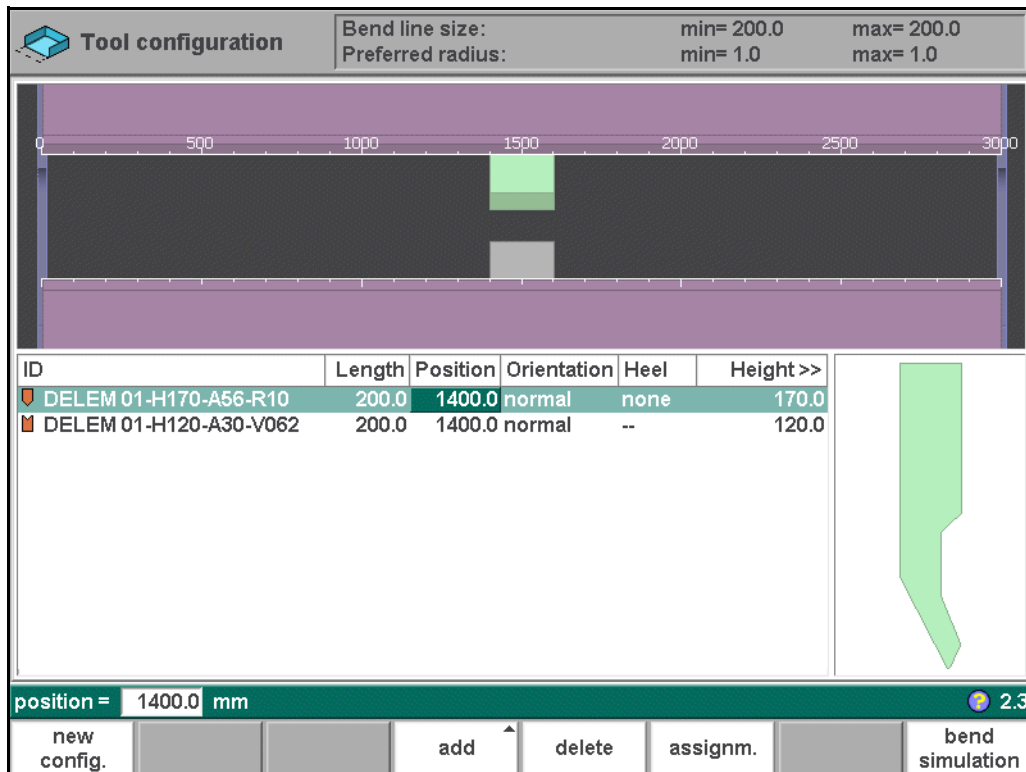 Tool configuration
Bend line size: min= 200.0 max= 200.0
Preferred radius: min= 1.0 max= 1.0
0 500 1000 1500 2000 2500 3000
ID Length Position Orientation Heel Height >>
DELEM 01-H170-A56-R10 200.0 1400.0 normal none 170.0
DELEM 01-H120-A30-V062 200.0 1400.0 normal -- 120.0
position = 1400.0 mm ? 2.3
new config. add delete assignm. bend simulation